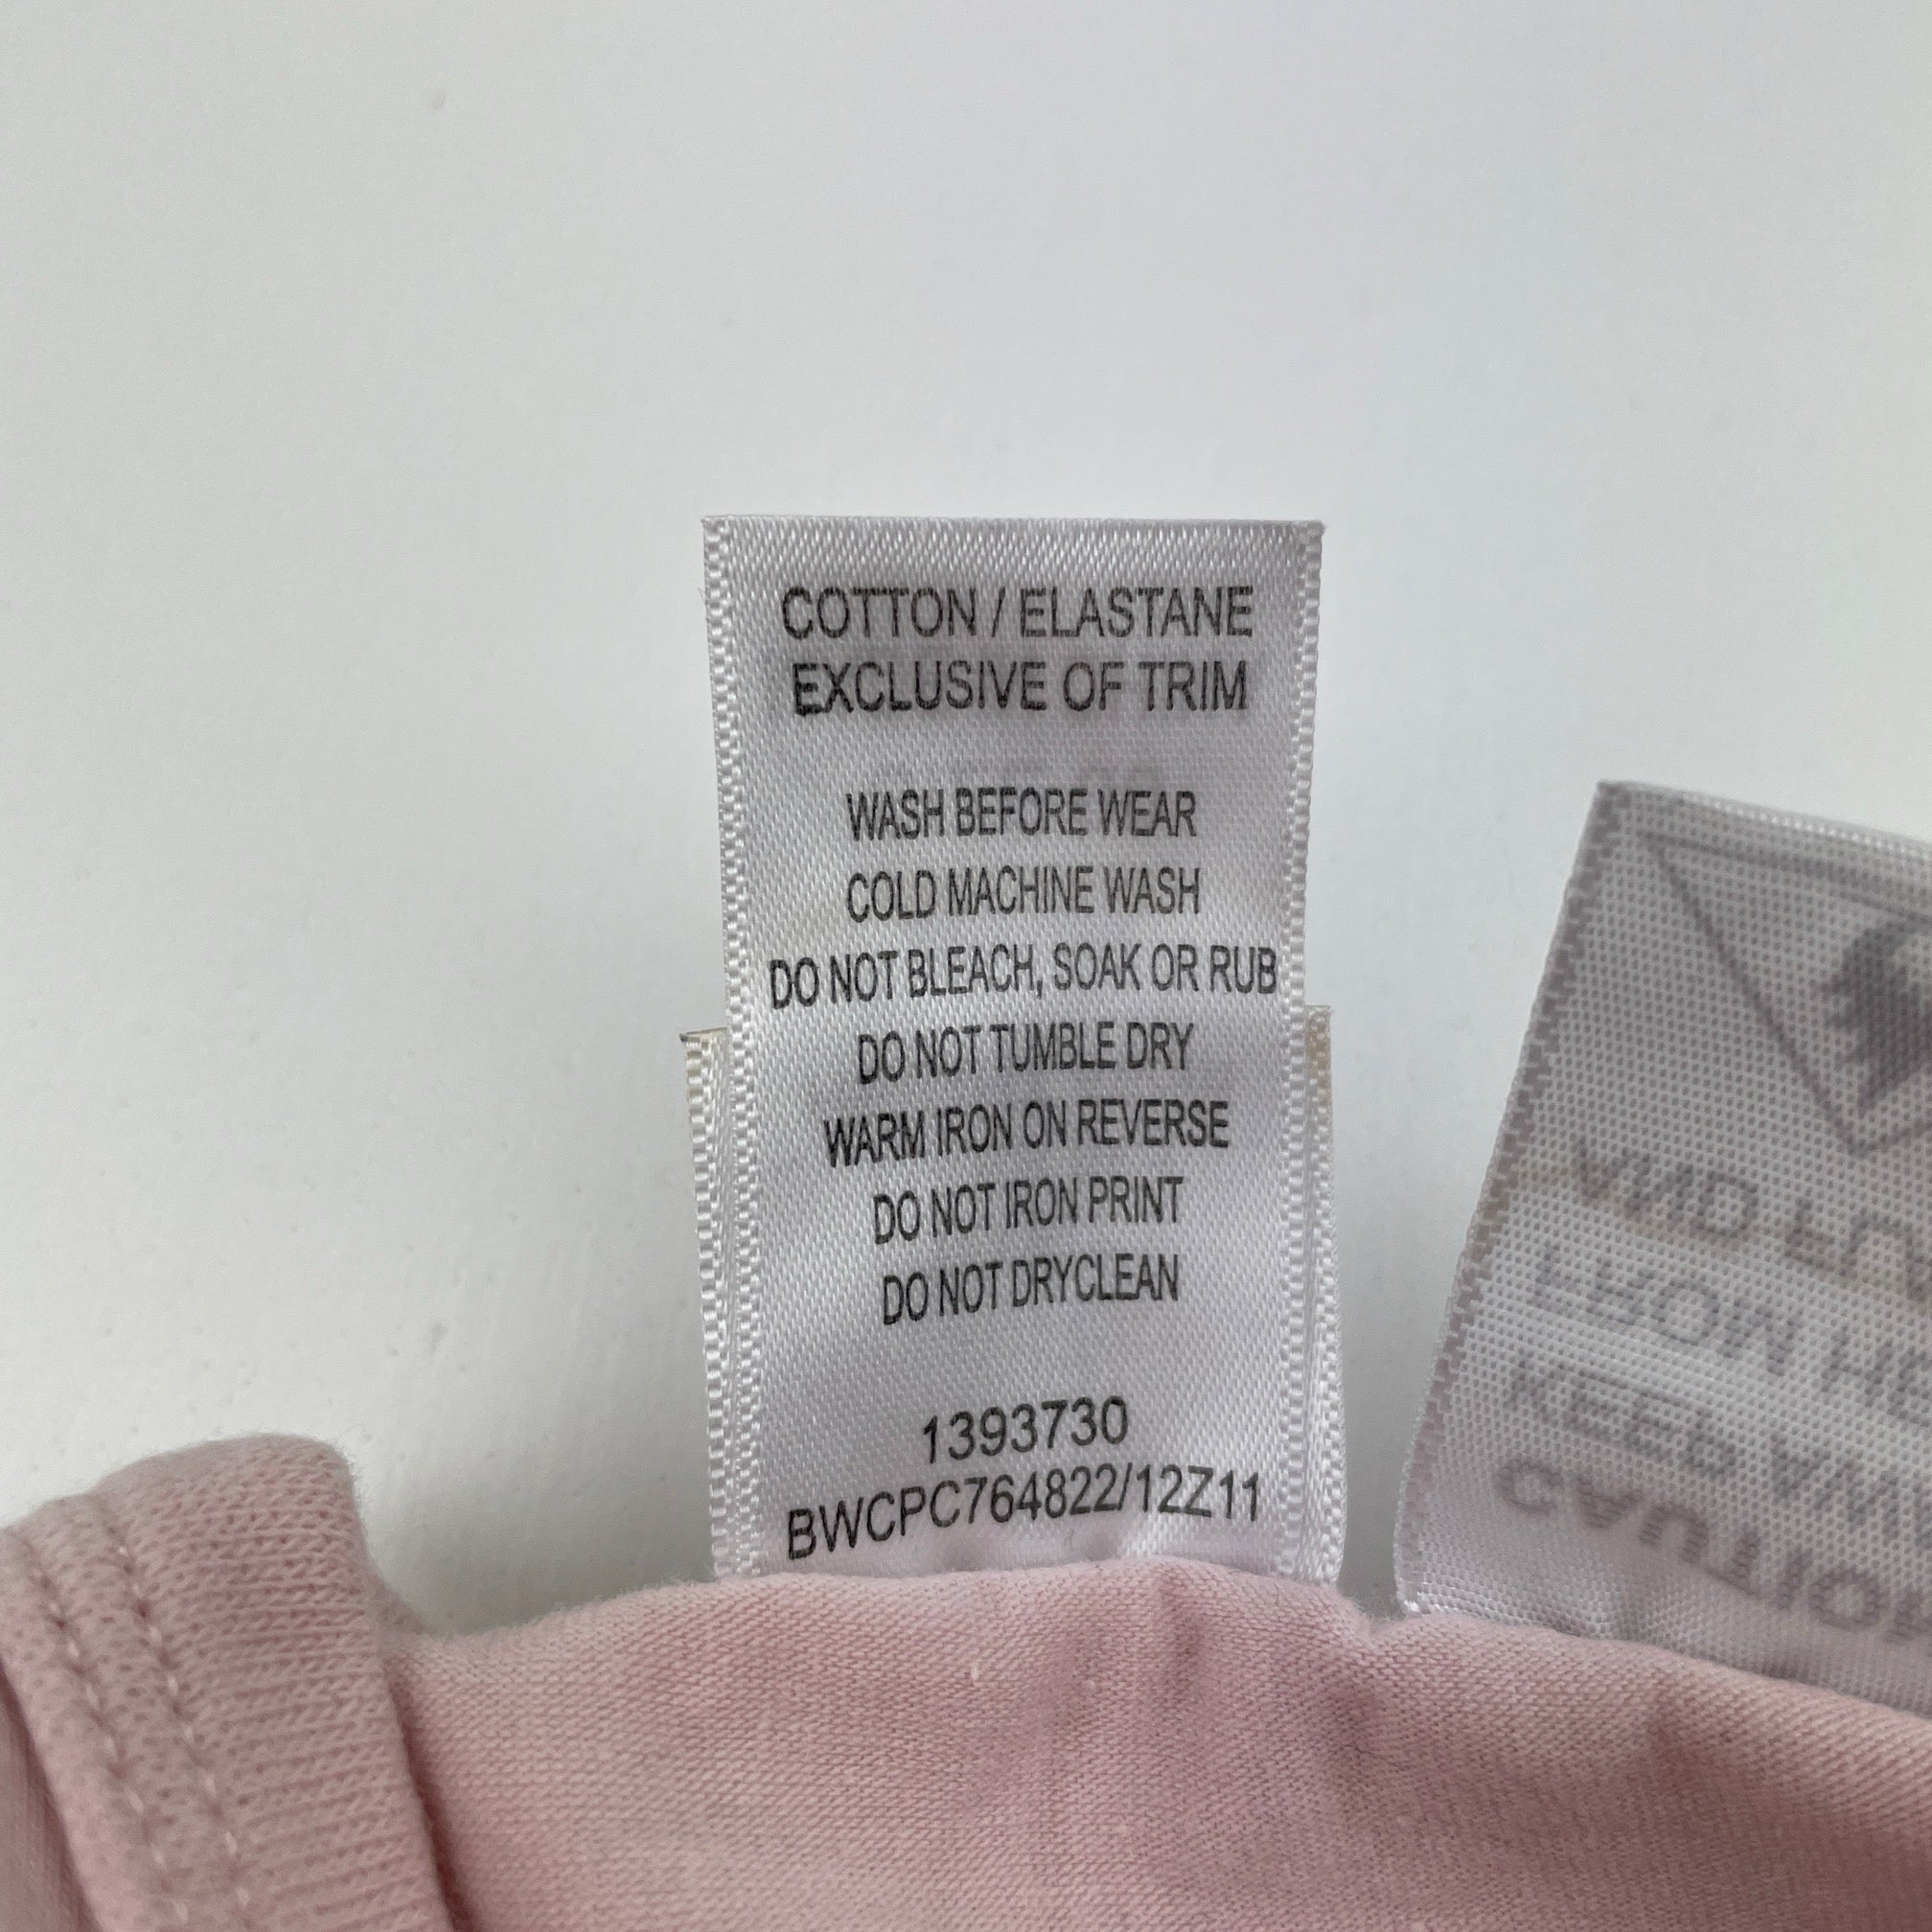 COTTON / ELASTANE
EXCLUSIVE OF TRIM
WASH BEFORE WEAR
COLD MACHINE WASH
DO NOT BLEACH, SOAK OR RUB
DO NOT TUMBLE DRY
WARM IRON ON REVERSE
DO NOT IRON PRINT
DO NOT DRYCLEAN
1393730
BWCPC764822/12Z11